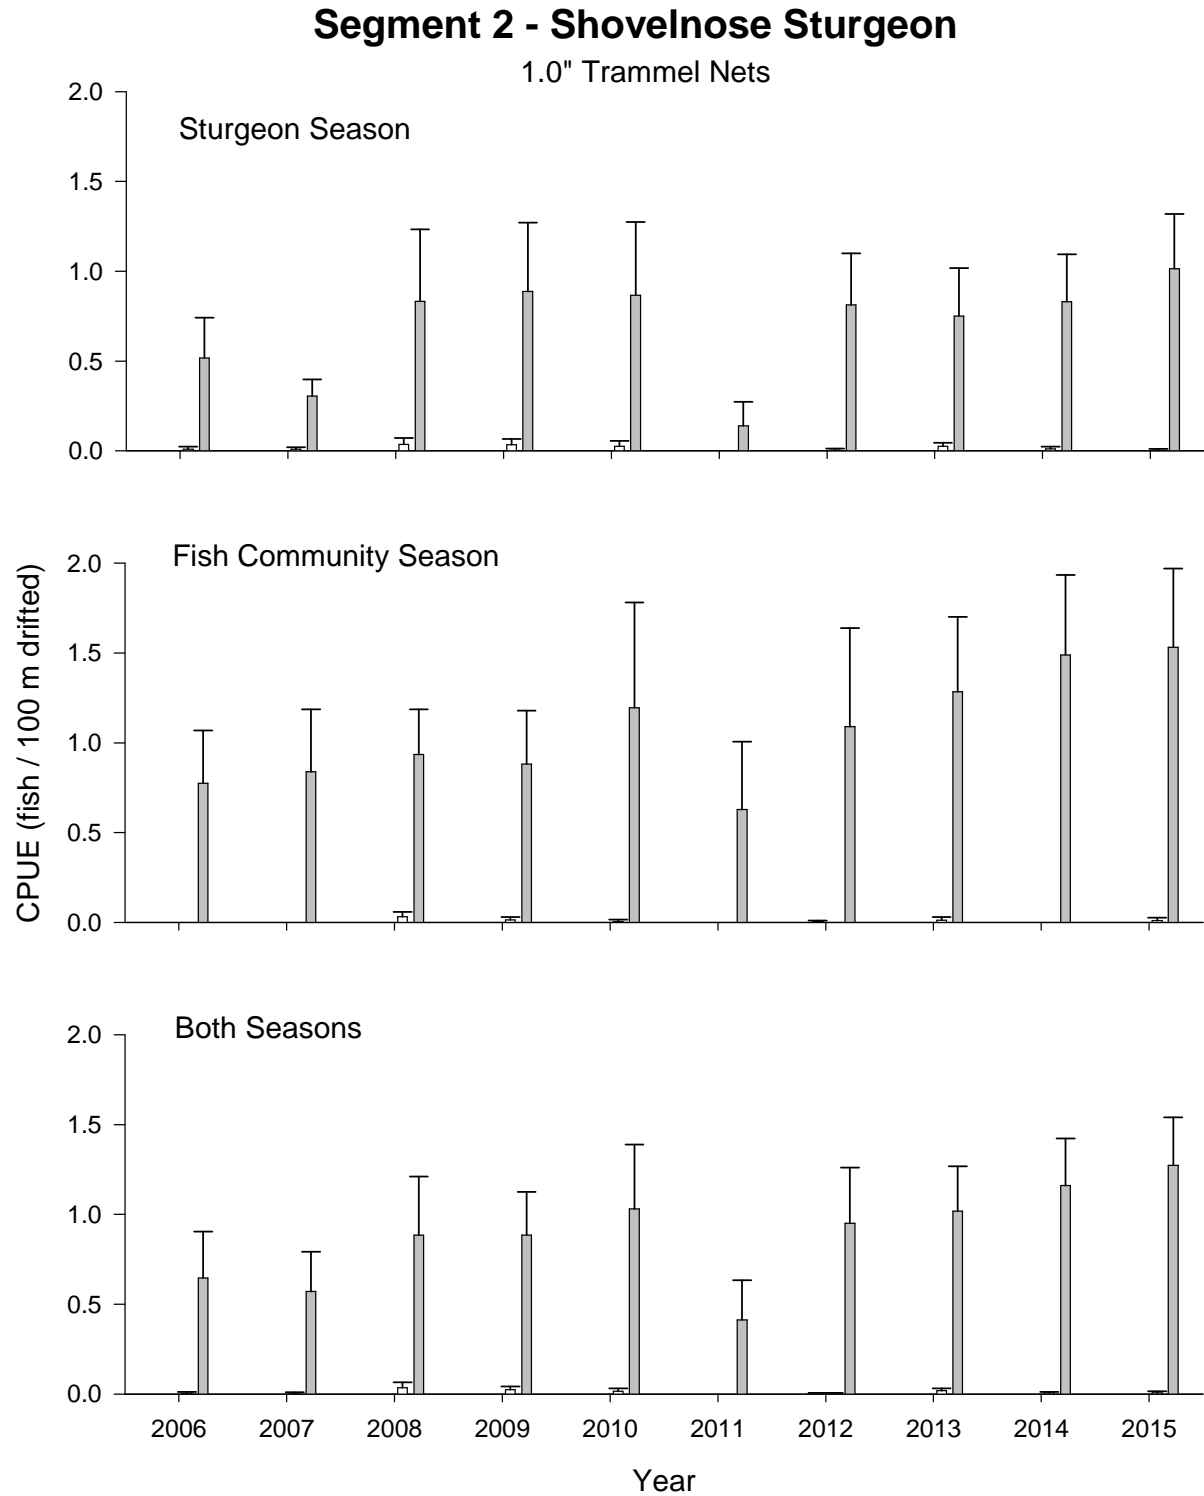 Segment 2 - Shovelnose Sturgeon
1.0" Trammel Nets
Sturgeon Season
2.0
1.5
1.0
0.5
0.0
Fish Community Season
CPUE (fish / 100 m drifted)
2.0
1.5
1.0
0.5
0.0
Both Seasons
2.0
1.5
1.0
0.5
0.0
2006 2007 2008 2009 2010 2011 2012 2013 2014 2015
Year